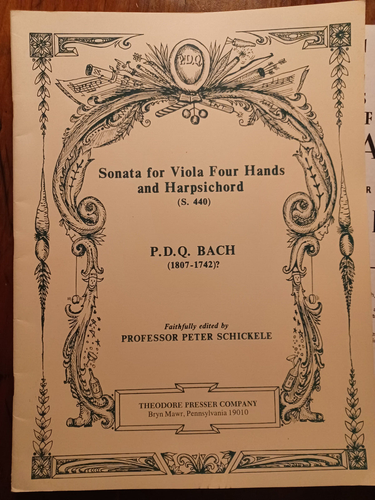 P.D.Q.
Sonata for Viola Four Hands
and Harpsichord
(S. 440)
P.D.Q. BACH
(1807-1742)?
Faithfully edited by
PROFESSOR PETER SCHICKELE
THEODORE PRESSER COMPANY
Bryn Mawr, Pennsylvania 19010